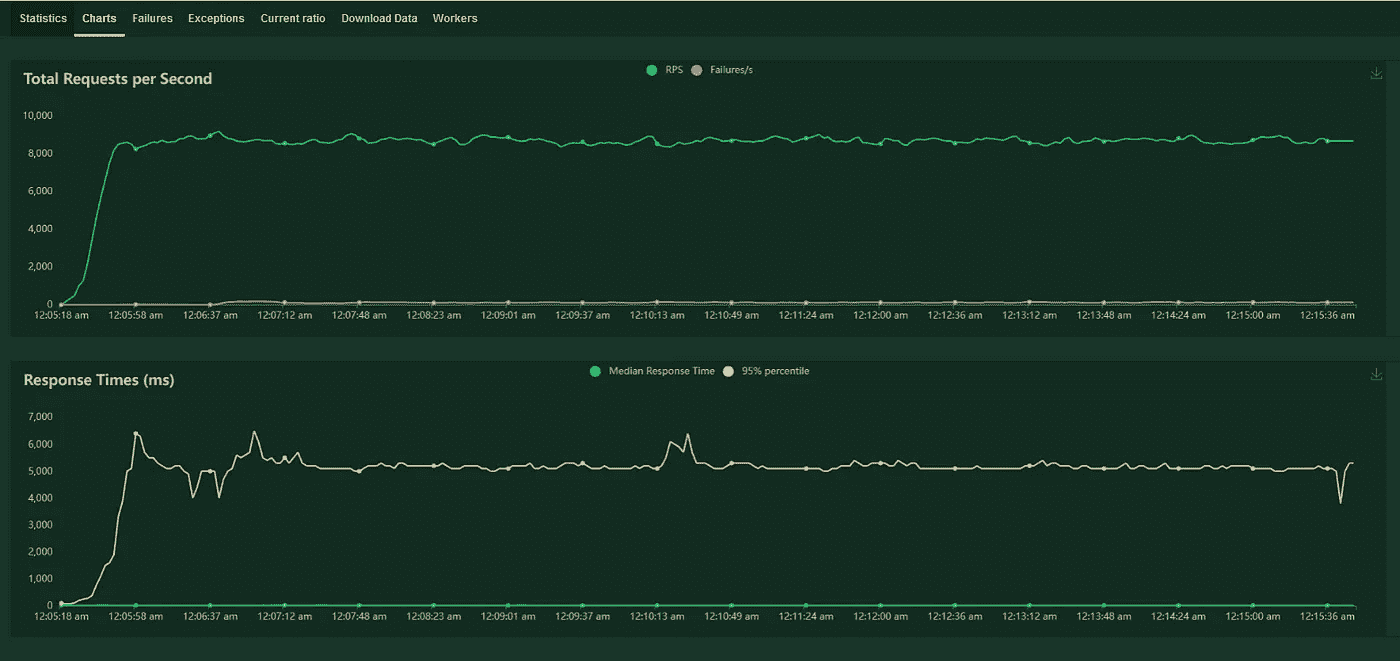 Statistics Charts Failures Exceptions Current ratio Download Data Workers
Total Requests per Second
RPS Failures/s
10,000
8,000
6,000
4,000
2,000
0
12:05:18 am 12:05:58 am 12:06:37 am 12:07:12 am 12:07:48 am 12:08:23 am 12:09:01 am 12:09:37 am 12:10:13 am 12:10:49 am 12:11:24 am 12:12:00 am 12:12:36 am 12:13:12 am 12:13:48 am 12:14:24 am 12:15:00 am 12:15:36 am
Response Times (ms)
Median Response Time 95% percentile
7,000
6,000
5,000
4,000
3,000
2,000
1,000
0
12:05:18 am 12:05:58 am 12:06:37 am 12:07:12 am 12:07:48 am 12:08:23 am 12:09:01 am 12:09:37 am 12:10:13 am 12:10:49 am 12:11:24 am 12:12:00 am 12:12:36 am 12:13:12 am 12:13:48 am 12:14:24 am 12:15:00 am 12:15:36 am